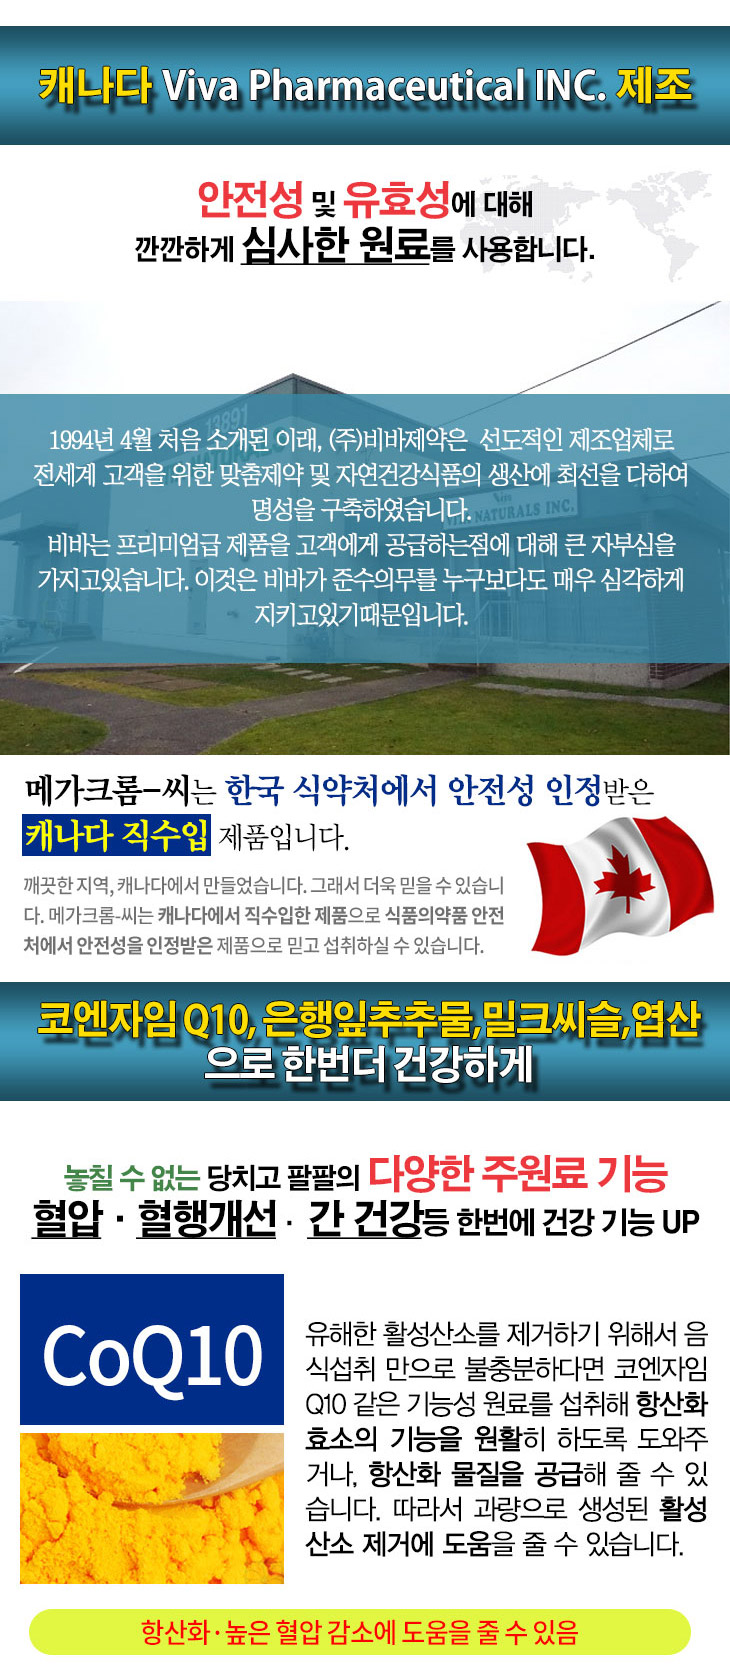 캐나다 Viva Pharmaceutical INC. 제조
안전성 및 유효성에 대해
깐깐하게 심사한 원료를 사용합니다.
13891
NATURALS
1994년 4월 처음 소개된 이래, (주)비바제약은 선도적인 제조업체로
전세계 고객을 위한 맞춤제약 및 자연건강식품의 생산에 최선을 다하여
명성을 구축하였습니다.
VIVA NATURALS INC.
비바는 프리미엄급 제품을 고객에게 공급하는점에 대해 큰 자부심을
가지고있습니다. 이것은 비바가 준수의무를 누구보다도 매우 심각하게
지키고있기때문입니다.
메가크롬-씨는 한국 식약처에서 안전성 인정받은
캐나다 직수입 제품입니다.
깨끗한 지역, 캐나다에서 만들었습니다. 그래서 더욱 믿을 수 있습니
다. 메가크롬-씨는 캐나다에서 직수입한 제품으로 식품의약품 안전
처에서 안전성을 인정받은 제품으로 믿고 섭취하실 수 있습니다.
코엔자임 Q10, 은행잎추추물,밀크씨슬,엽산
으로 한번더 건강하게
놓칠 수 없는 당치고 팔팔의 다양한 주원료 기능
혈압 · 혈행개선 · 간 건강등 한번에 건강 기능 UP
CoQ10
유해한 활성산소를 제거하기 위해서 음
식섭취 만으로 불충분하다면 코엔자임
Q10 같은 기능성 원료를 섭취해 항산화
효소의 기능을 원활히 하도록 도와주
거나, 항산화 물질을 공급해 줄 수 있
습니다. 따라서 과량으로 생성된 활성
산소 제거에 도움을 줄 수 있습니다.
항산화·높은 혈압 감소에 도움을 줄 수 있음